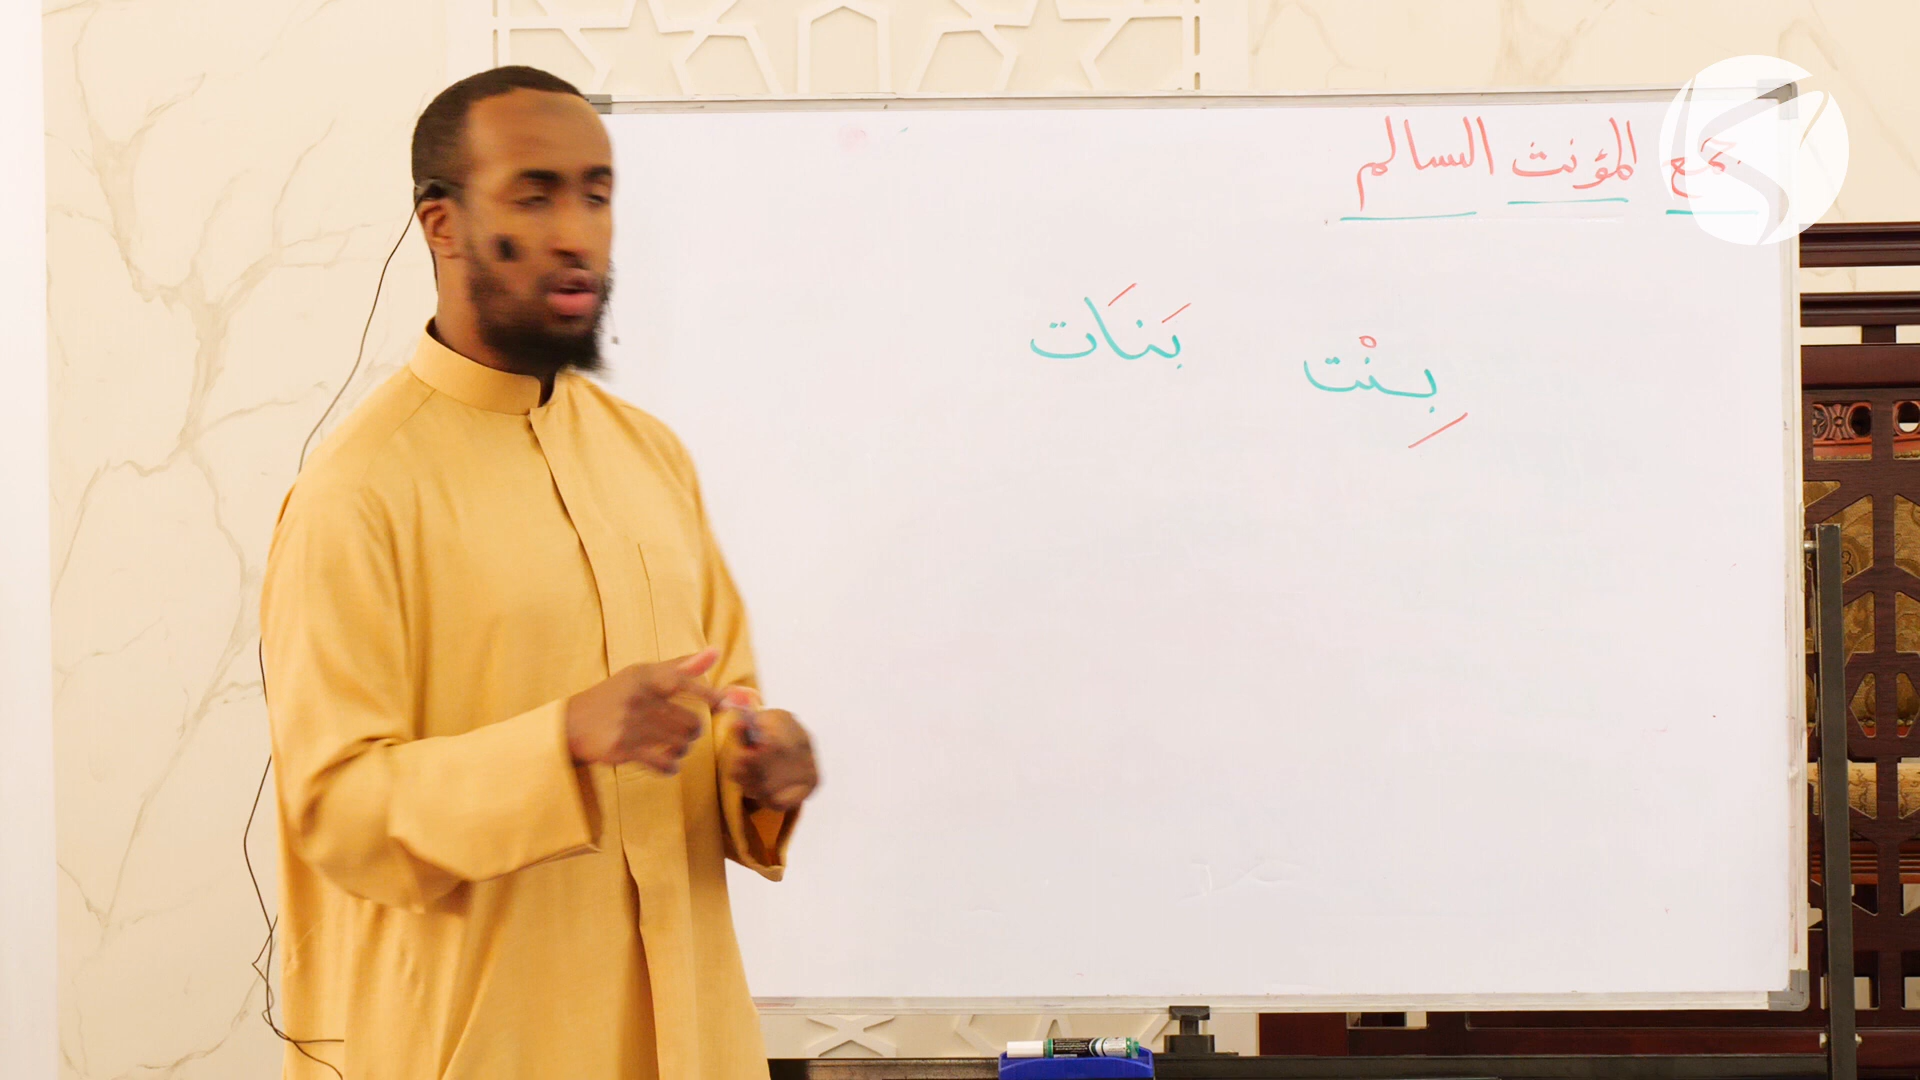 جمع المؤنث السالم
بِنْت بَنَات